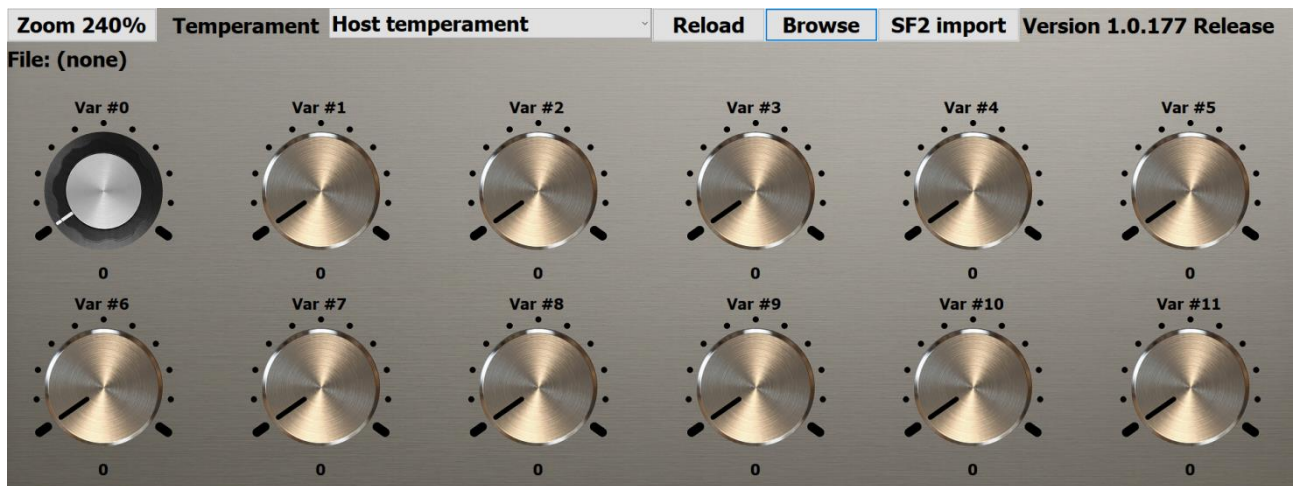 Zoom 240% Temperament Host temperament Reload Browse SF2 import Version 1.0.177 Release
File: (none)
Var #0 Var #1 Var #2 Var #3 Var #4 Var #5
0 0 0 0 0 0
Var #6 Var #7 Var #8 Var #9 Var #10 Var #11
0 0 0 0 0 0